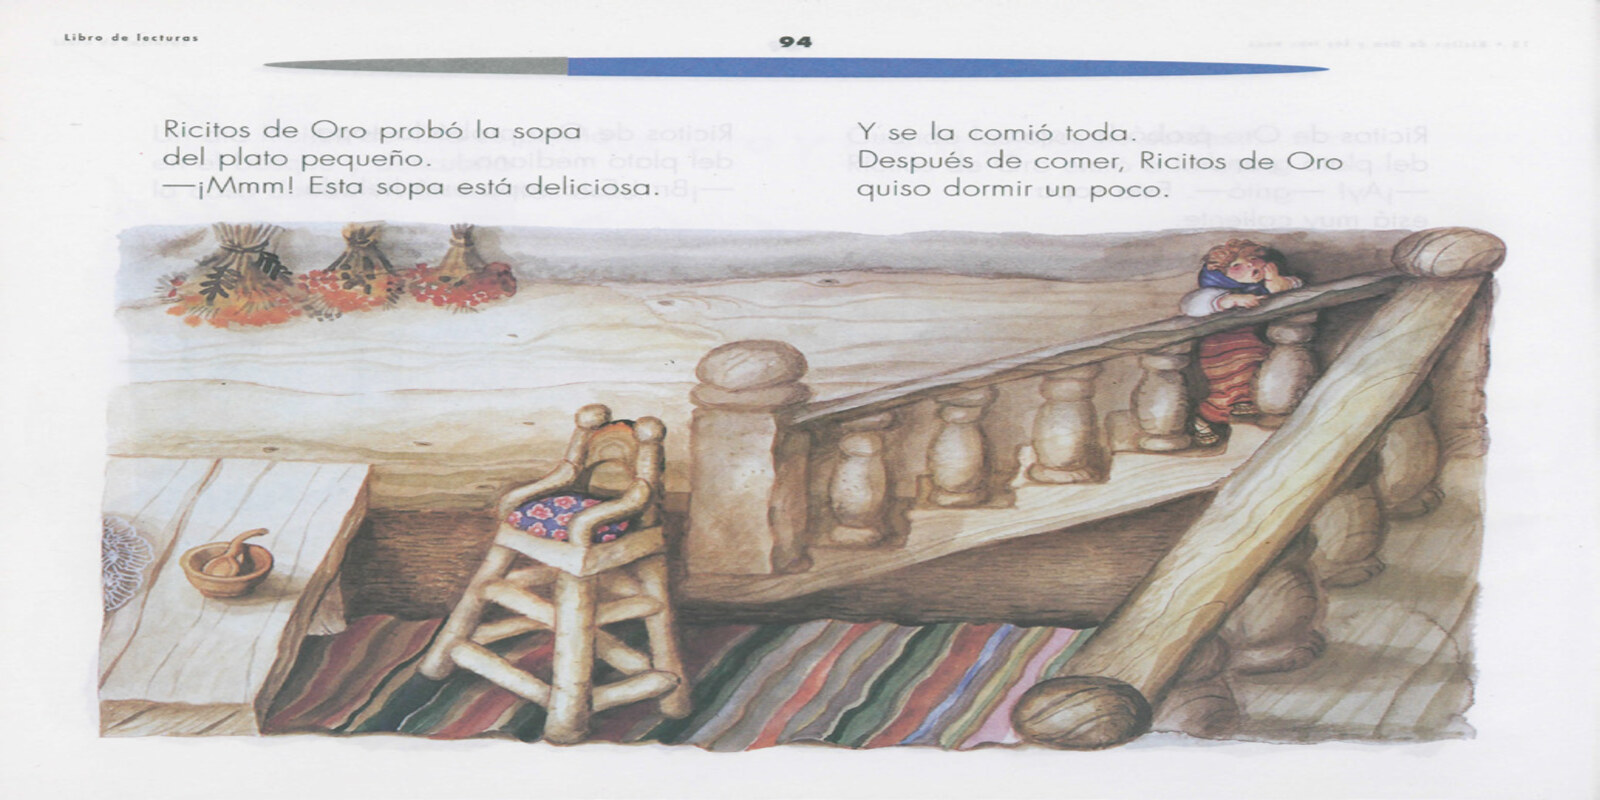 Libro de lecturas
94
Ricitos de Oro probó la sopa
del plato pequeño.
—¡Mmm! Esta sopa está deliciosa.
Y se la comió toda.
Después de comer, Ricitos de Oro
quiso dormir un poco.